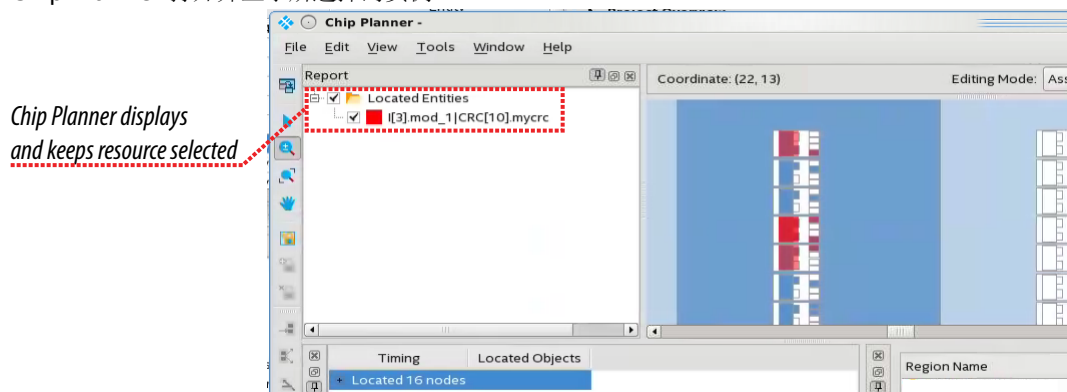 Chip Planner -
File Edit View Tools Window Help
Report
Coordinate: (22, 13)
Editing Mode: Ass
Located Entities
I[3].mod_1|CRC[10].mycrc
Chip Planner displays
and keeps resource selected
Timing Located Objects
Region Name
+ Located 16 nodes